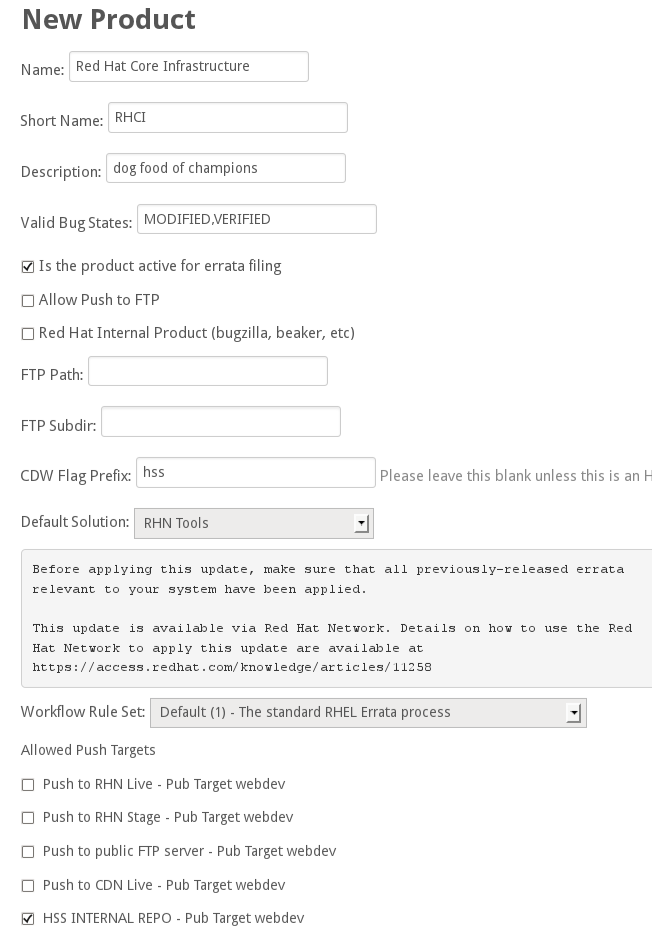 New Product
Name: Red Hat Core Infrastructure
Short Name: RHCI
Description: dog food of champions
Valid Bug States: MODIFIED,VERIFIED
Is the product active for errata filing
Allow Push to FTP
Red Hat Internal Product (bugzilla, beaker, etc)
FTP Path:
FTP Subdir:
CDW Flag Prefix: hss Please leave this blank unless this is an H
Default Solution: RHN Tools
Before applying this update, make sure that all previously-released errata
relevant to your system have been applied.
This update is available via Red Hat Network. Details on how to use the Red
Hat Network to apply this update are available at
https://access.redhat.com/knowledge/articles/11258
Workflow Rule Set: Default (1) - The standard RHEL Errata process
Allowed Push Targets
Push to RHN Live - Pub Target webdev
Push to RHN Stage - Pub Target webdev
Push to public FTP server - Pub Target webdev
Push to CDN Live - Pub Target webdev
HSS INTERNAL REPO - Pub Target webdev